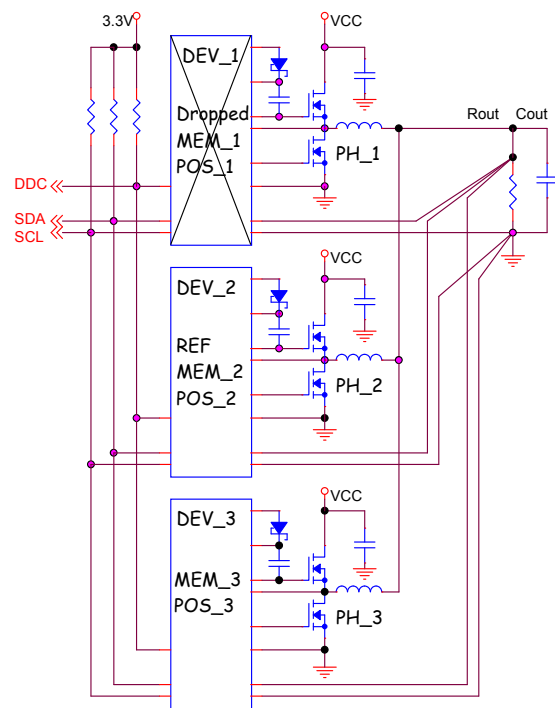 3.3V
VCC
DEV_1
Dropped
MEM_1
POS_1
PH_1
Rout
Cout
DDC
SDA
SCL
VCC
DEV_2
REF
MEM_2
POS_2
PH_2
VCC
DEV_3
MEM_3
POS_3
PH_3